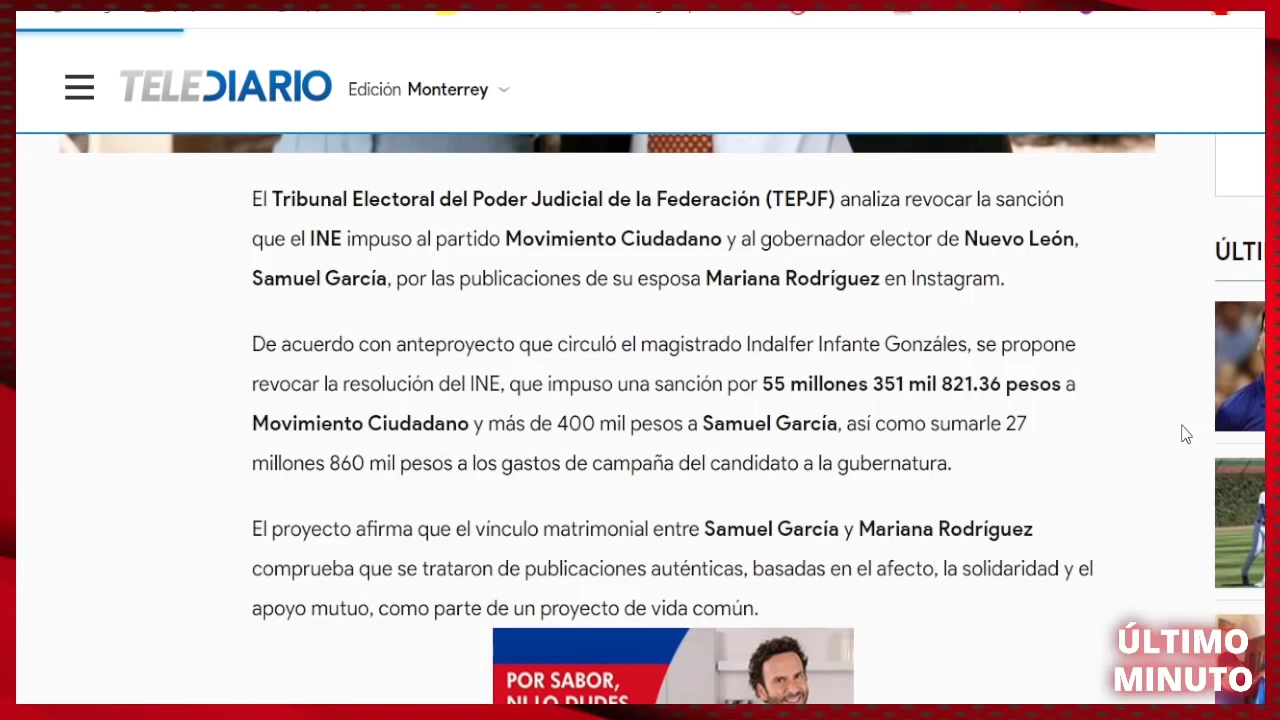 TELEDIARIO Edición Monterrey
El Tribunal Electoral del Poder Judicial de la Federación (TEPJF) analiza revocar la sanción
que el INE impuso al partido Movimiento Ciudadano y al gobernador elector de Nuevo León,
Samuel García, por las publicaciones de su esposa Mariana Rodríguez en Instagram.
De acuerdo con anteproyecto que circuló el magistrado Indalfer Infante Gonzáles, se propone
revocar la resolución del INE, que impuso una sanción por 55 millones 351 mil 821.36 pesos a
Movimiento Ciudadano y más de 400 mil pesos a Samuel García, así como sumarle 27
millones 860 mil pesos a los gastos de campaña del candidato a la gubernatura.
El proyecto afirma que el vínculo matrimonial entre Samuel García y Mariana Rodríguez
comprueba que se trataron de publicaciones auténticas, basadas en el afecto, la solidaridad y el
apoyo mutuo, como parte de un proyecto de vida común.
POR SABOR,
NI LO DUDES
ÚLTI
ÚLTIMO
MINUTO